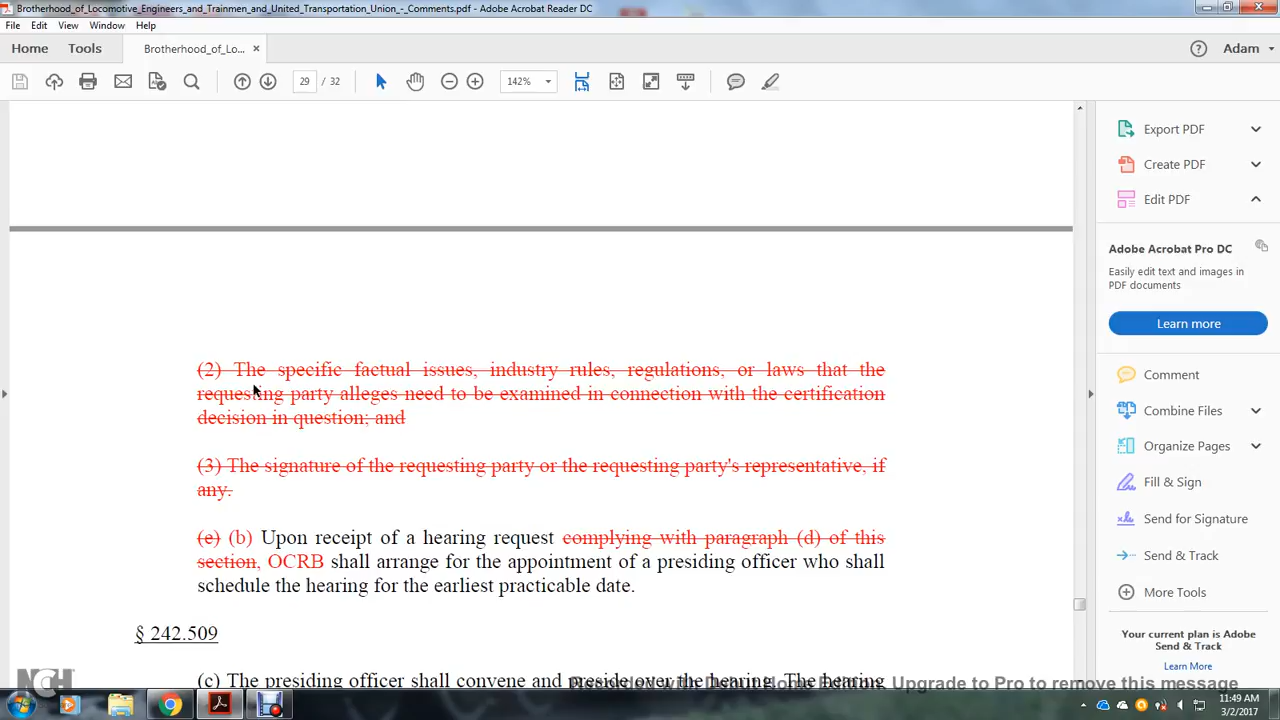 Brotherhood_of_Locomotive_Engineers_and_Trainmen_and_United_Transportation_Union_-_Comments.pdf - Adobe Acrobat Reader DC
File Edit View Window Help
Home Tools Brotherhood_of_Lo... × Adam
29 / 32 142%
Export PDF
Create PDF
Edit PDF
Adobe Acrobat Pro DC
Easily edit text and images in
PDF documents
Learn more
(2) The specific factual issues, industry rules, regulations, or laws that the
requesting party alleges need to be examined in connection with the certification
decision in question; and
(3) The signature of the requesting party or the requesting party's representative, if
any.
(e) (b) Upon receipt of a hearing request complying with paragraph (d) of this
section, OCRB shall arrange for the appointment of a presiding officer who shall
schedule the hearing for the earliest practicable date.
§ 242.509
(c) The presiding officer shall convene and preside over the hearing. The hearing
Comment
Combine Files
Organize Pages
Fill & Sign
Send for Signature
Send & Track
More Tools
Your current plan is Adobe
Send & Track
Learn More
NCH
Upgrade to Pro to remove this message
11:49 AM
3/2/2017